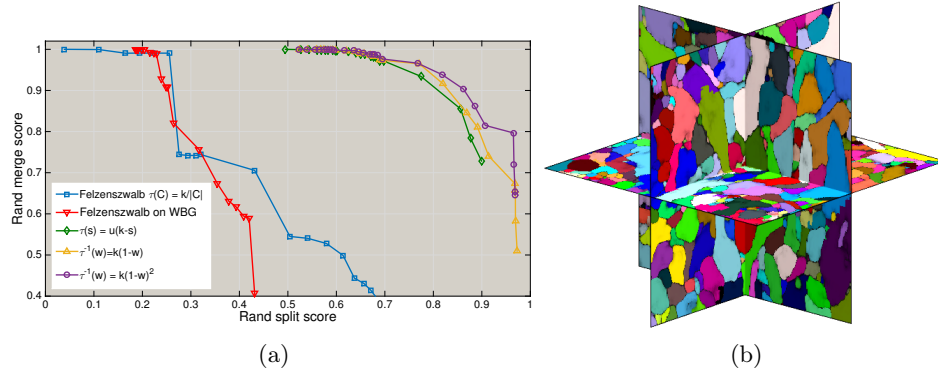 1
0.9
0.8
0.7
0.6
0.5
0.4
Rand merge score
Felzenszwalb τ(C) = k/|C|
Felzenszwalb on WBG
τ(s) = u(k-s)
τ⁻¹(w)=k(1-w)
τ⁻¹(w) = k(1-w)²
0 0.1 0.2 0.3 0.4 0.5 0.6 0.7 0.8 0.9 1
Rand split score
(a) (b)